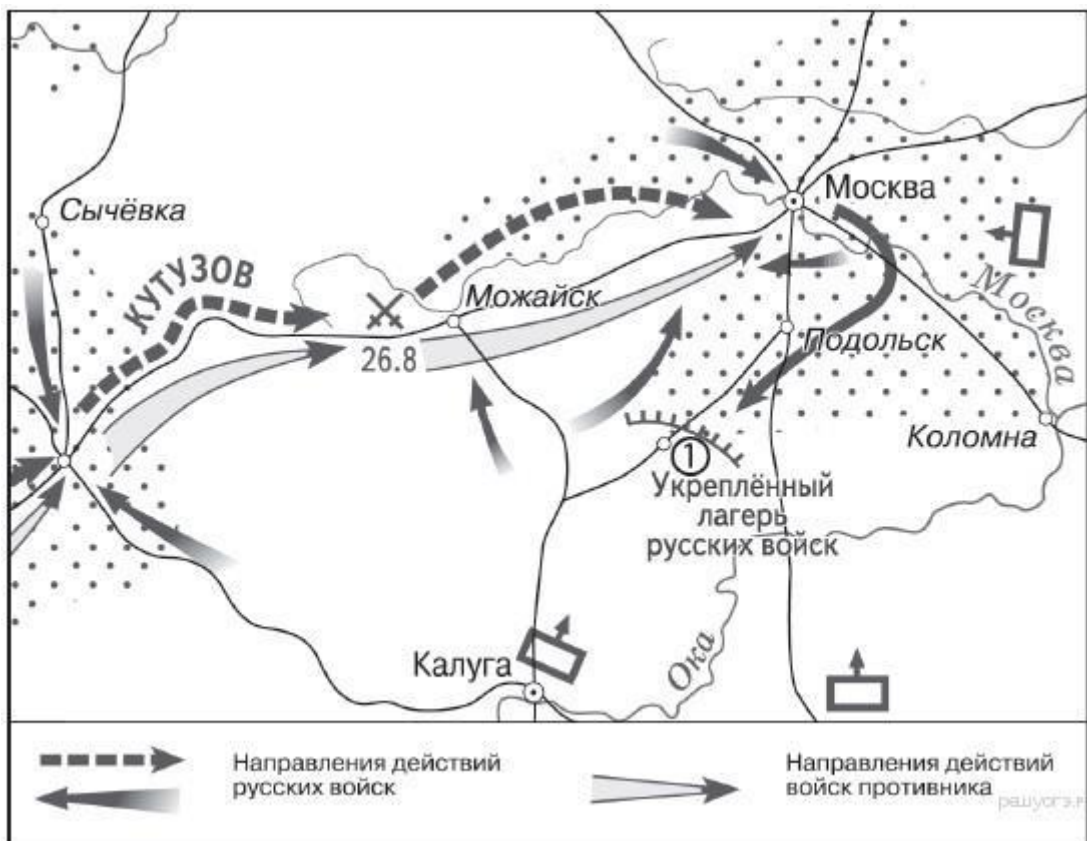 Москва
Сычёвка
КУТУЗОВ
Можайск
Москва
26.8
Подольск
Коломна
1
Укреплённый
лагерь
русских войск
Калуга
Ока
Направления действий
русских войск
Направления действий
войск противника